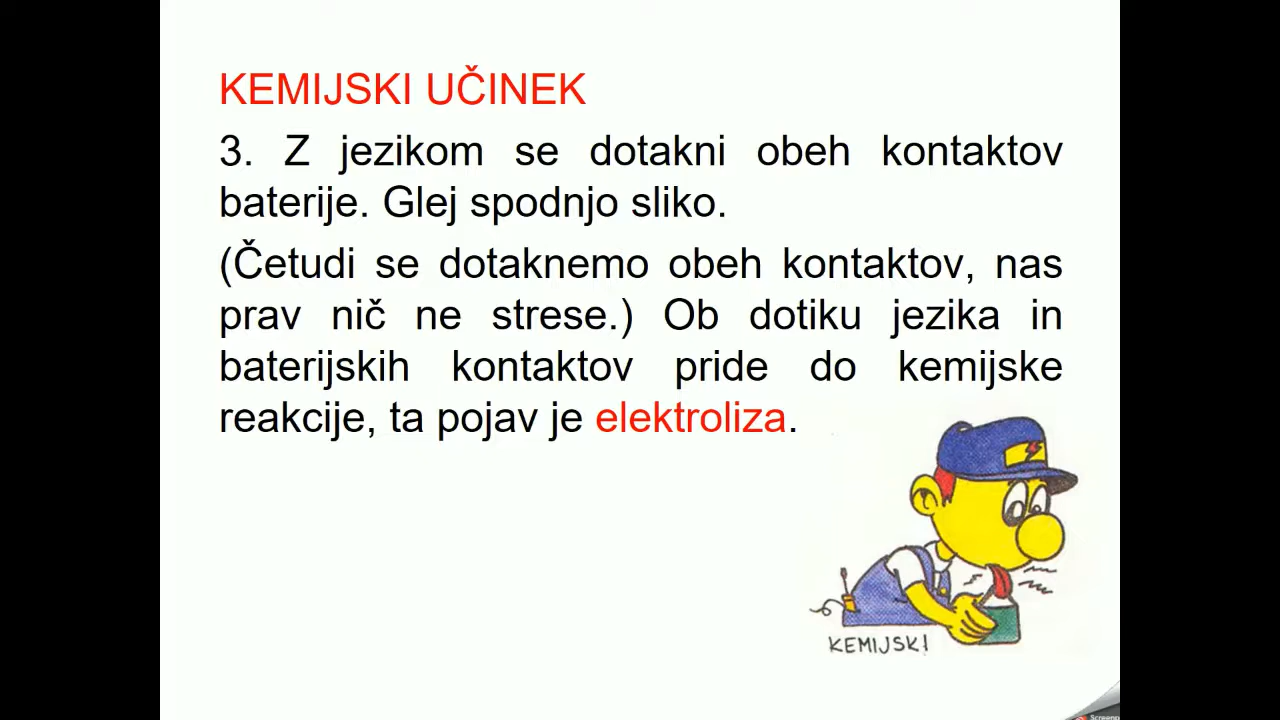 KEMIJSKI UČINEK
3. Z jezikom se dotakni obeh kontaktov
baterije. Glej spodnjo sliko.
(Četudi se dotaknemo obeh kontaktov, nas
prav nič ne strese.) Ob dotiku jezika in
baterijskih kontaktov pride do kemijske
reakcije, ta pojav je elektroliza.
KEMIJSKI